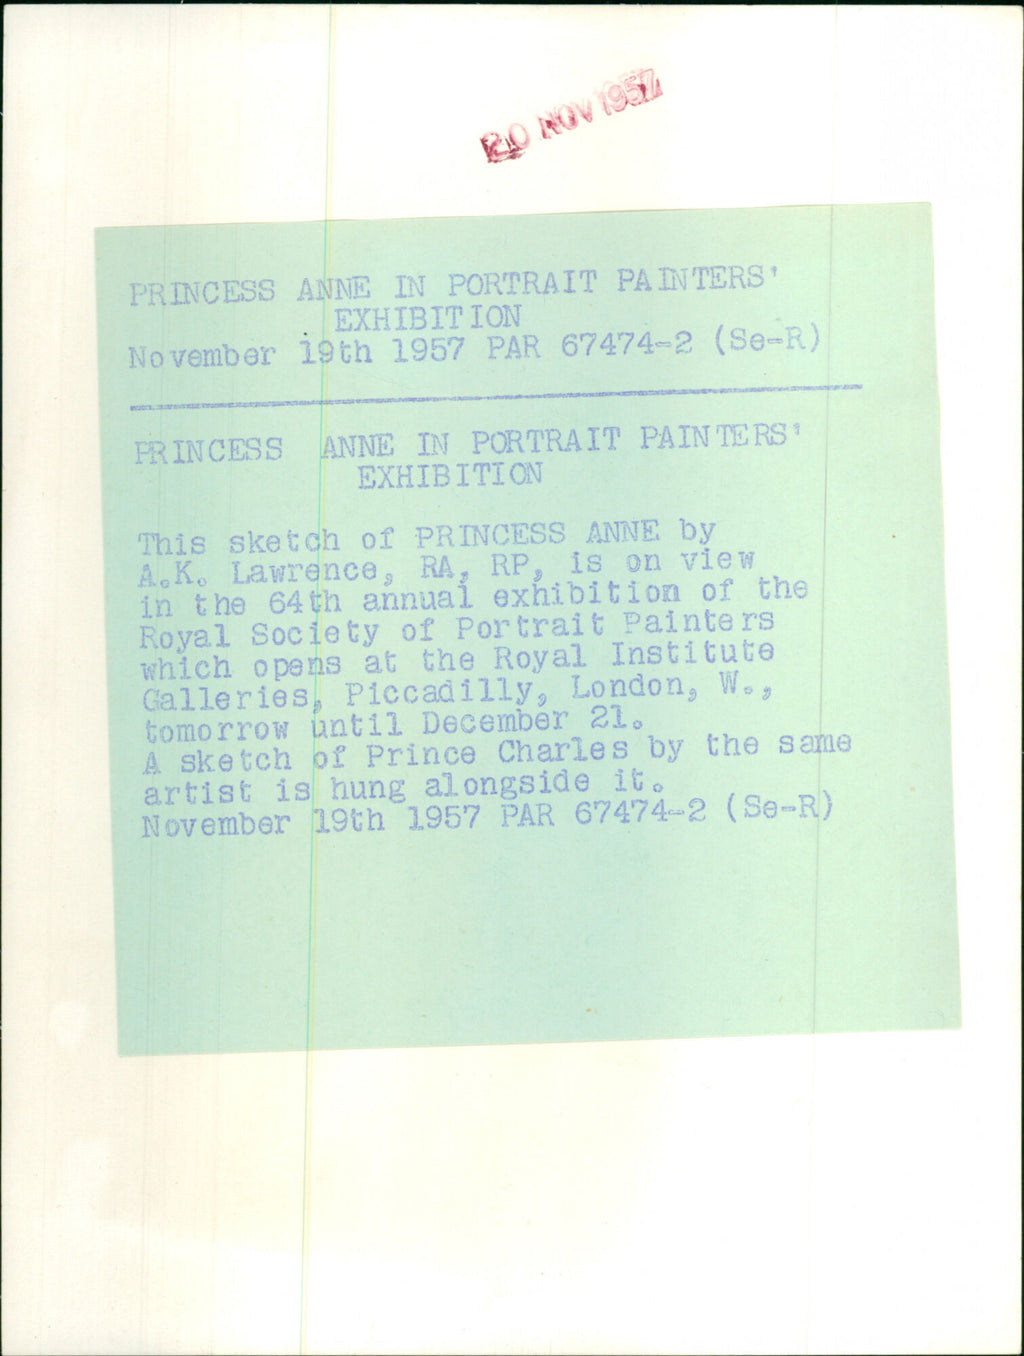 20 NOV 1957
PRINCESS ANNE IN PORTRAIT PAINTERS'
EXHIBITION
November 19th 1957 PAR 67474-2 (Se-R)
PRINCESS ANNE IN PORTRAIT PAINTERS'
EXHIBITION
This sketch of PRINCESS ANNE by
A.K. Lawrence, RA, RP, is on view
in the 64th annual exhibition of the
Royal Society of Portrait Painters
which opens at the Royal Institute
Galleries, Piccadilly, London, W.,
tomorrow until December 21.
A sketch of Prince Charles by the same
artist is hung alongside it.
November 19th 1957 PAR 67474-2 (Se-R)